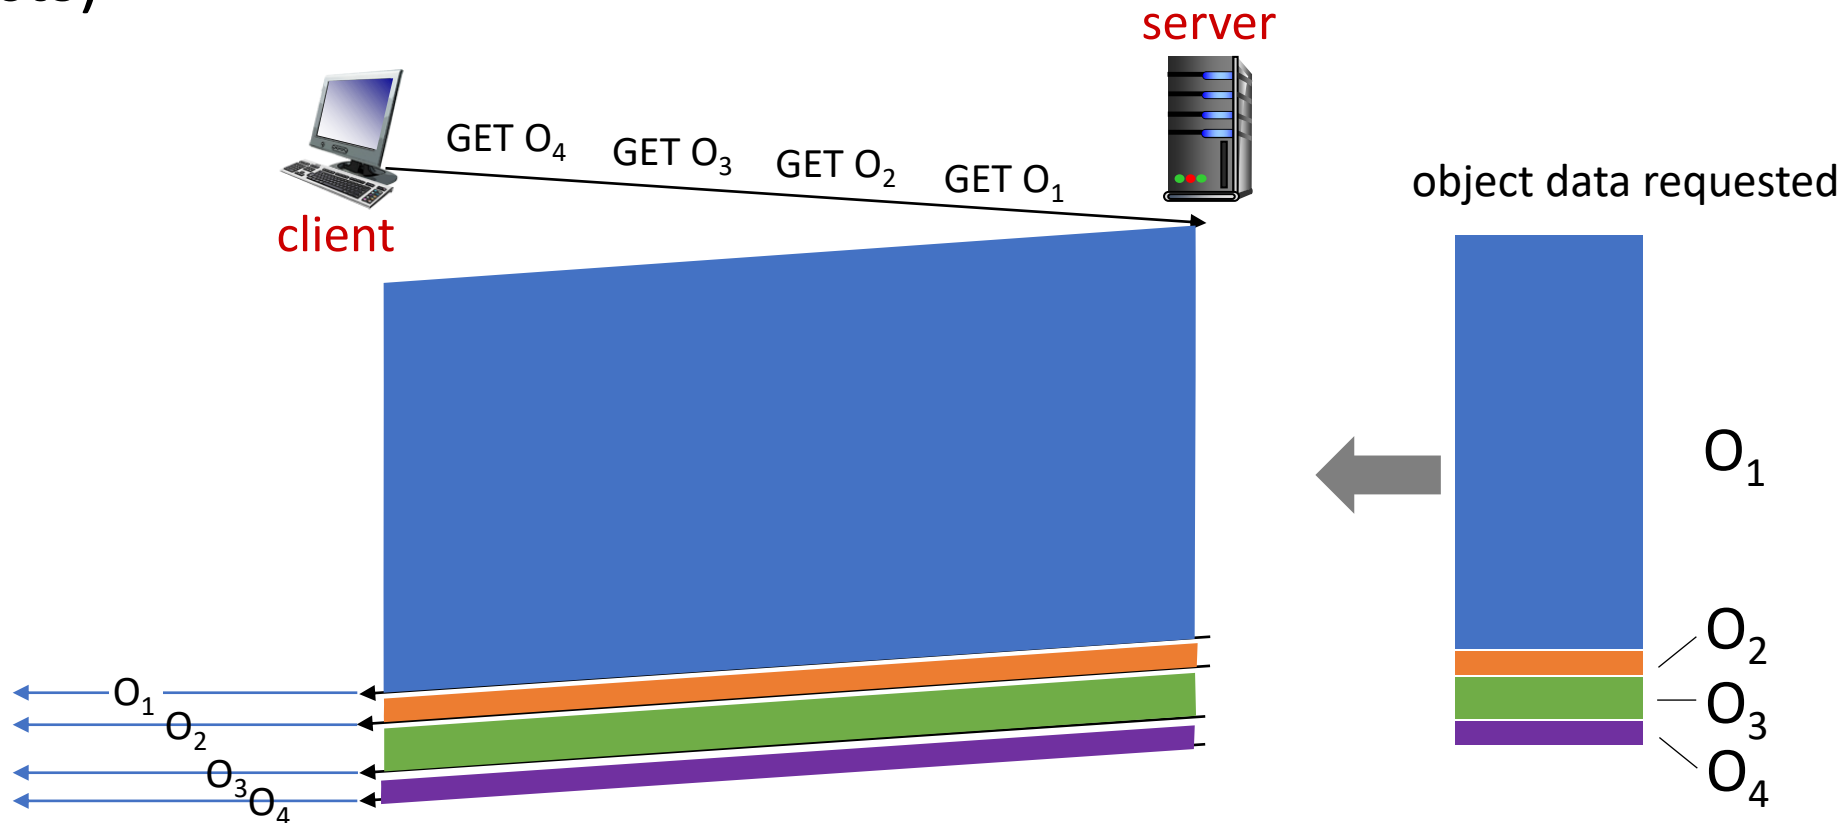 server
GET O₄ GET O₃ GET O₂ GET O₁
object data requested
client
O₁
O₂
O₃
O₄
O₁
O₂
O₃
O₄